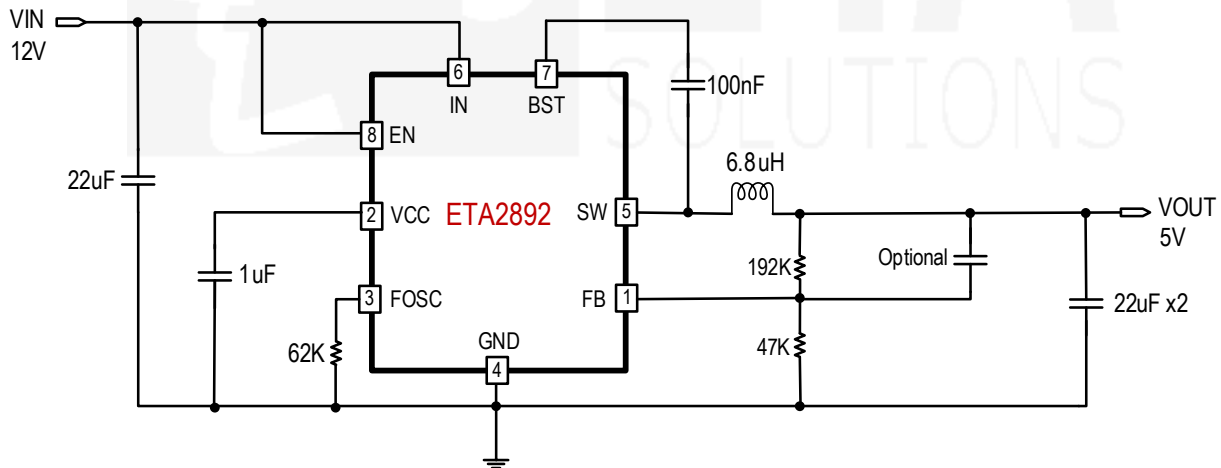 VIN
12V
6
7
IN
BST
100nF
SOLUTIONS
8
EN
6.8uH
22uF
2
VCC
ETA2892
SW
5
VOUT
5V
192K
Optional
1uF
3
FOSC
FB
1
22uF x2
GND
62K
47K
4